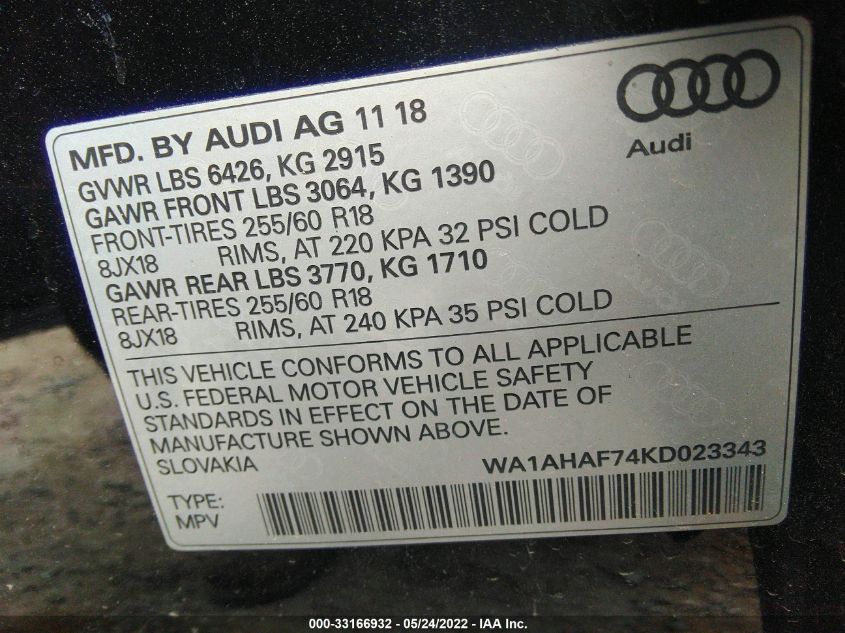 MFD. BY AUDI AG 11 18
Audi
GVWR LBS 6426, KG 2915
GAWR FRONT LBS 3064, KG 1390
FRONT-TIRES 255/60 R18
8JX18 RIMS, AT 220 KPA 32 PSI COLD
GAWR REAR LBS 3770, KG 1710
REAR-TIRES 255/60 R18
8JX18 RIMS, AT 240 KPA 35 PSI COLD
THIS VEHICLE CONFORMS TO ALL APPLICABLE
U.S. FEDERAL MOTOR VEHICLE SAFETY
STANDARDS IN EFFECT ON THE DATE OF
MANUFACTURE SHOWN ABOVE.
SLOVAKIA WA1AHAF74KD023343
TYPE:
MPV
000-33166932 - 05/24/2022 - IAA Inc.